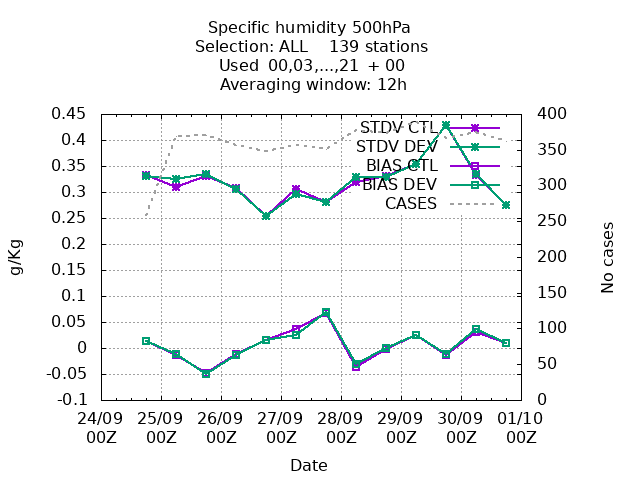 Specific humidity 500hPa
Selection: ALL    139 stations
Used 00,03,...,21 + 00
Averaging window: 12h
0.45
0.4
0.35
0.3
0.25
0.2
0.15
0.1
0.05
0
-0.05
-0.1
g/Kg
400
350
300
250
200
150
100
50
0
No cases
STDV CTL
STDV DEV
BIAS CTL
BIAS DEV
CASES
24/09 25/09 26/09 27/09 28/09 29/09 30/09 01/10
00Z 00Z 00Z 00Z 00Z 00Z 00Z 00Z
Date